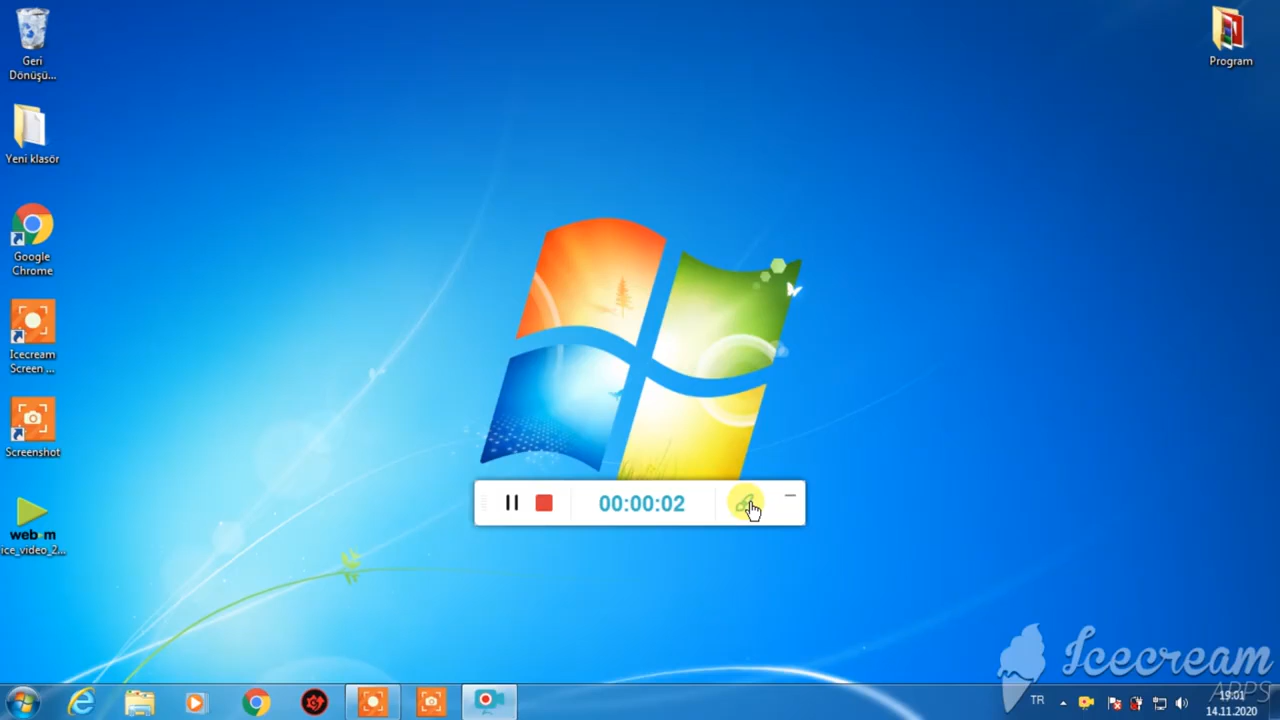 Geri
Dönüşü...
Program
Yeni klasör
Google
Chrome
Icecream
Screen ...
Screenshot
webm
ice_video_2...
00:00:02
Icecream
APPS
TR
19:01
14.11.2020